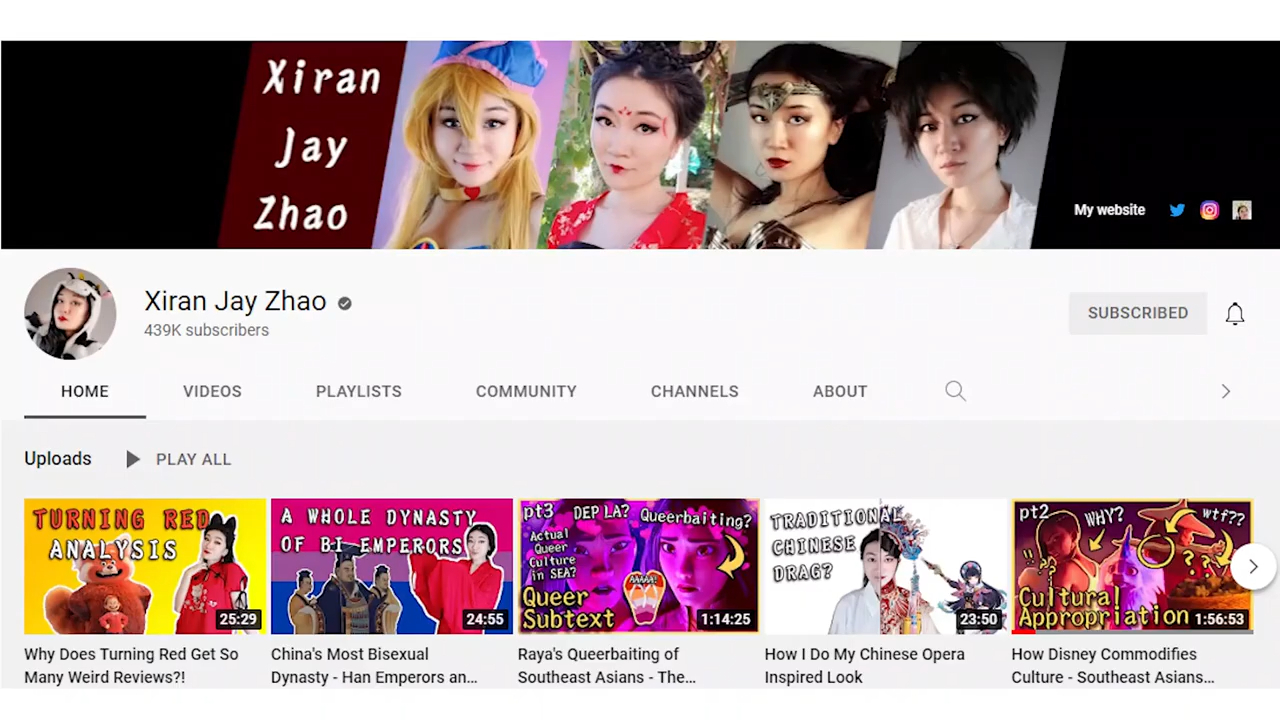 Xiran
Jay
Zhao
My website
Xiran Jay Zhao
439K subscribers
SUBSCRIBED
HOME
VIDEOS
PLAYLISTS
COMMUNITY
CHANNELS
ABOUT
Uploads
PLAY ALL
TURNING RED
ANALYSIS
25:29
Why Does Turning Red Get So
Many Weird Reviews?!
A WHOLE DYNASTY
OF BI EMPERORS
24:55
China's Most Bisexual
Dynasty - Han Emperors an...
pt3 DEP LA? Queerbaiting?
Actual
Queer
Culture
in SEA?
AAAAA!
Queer
Subtext
1:14:25
Raya's Queerbaiting of
Southeast Asians - The...
TRADITIONAL
CHINESE
DRAG?
23:50
How I Do My Chinese Opera
Inspired Look
pt2 WHY? wtf??
!! ? ? ?
Cultural
Appropriation
1:56:53
How Disney Commodifies
Culture - Southeast Asians...